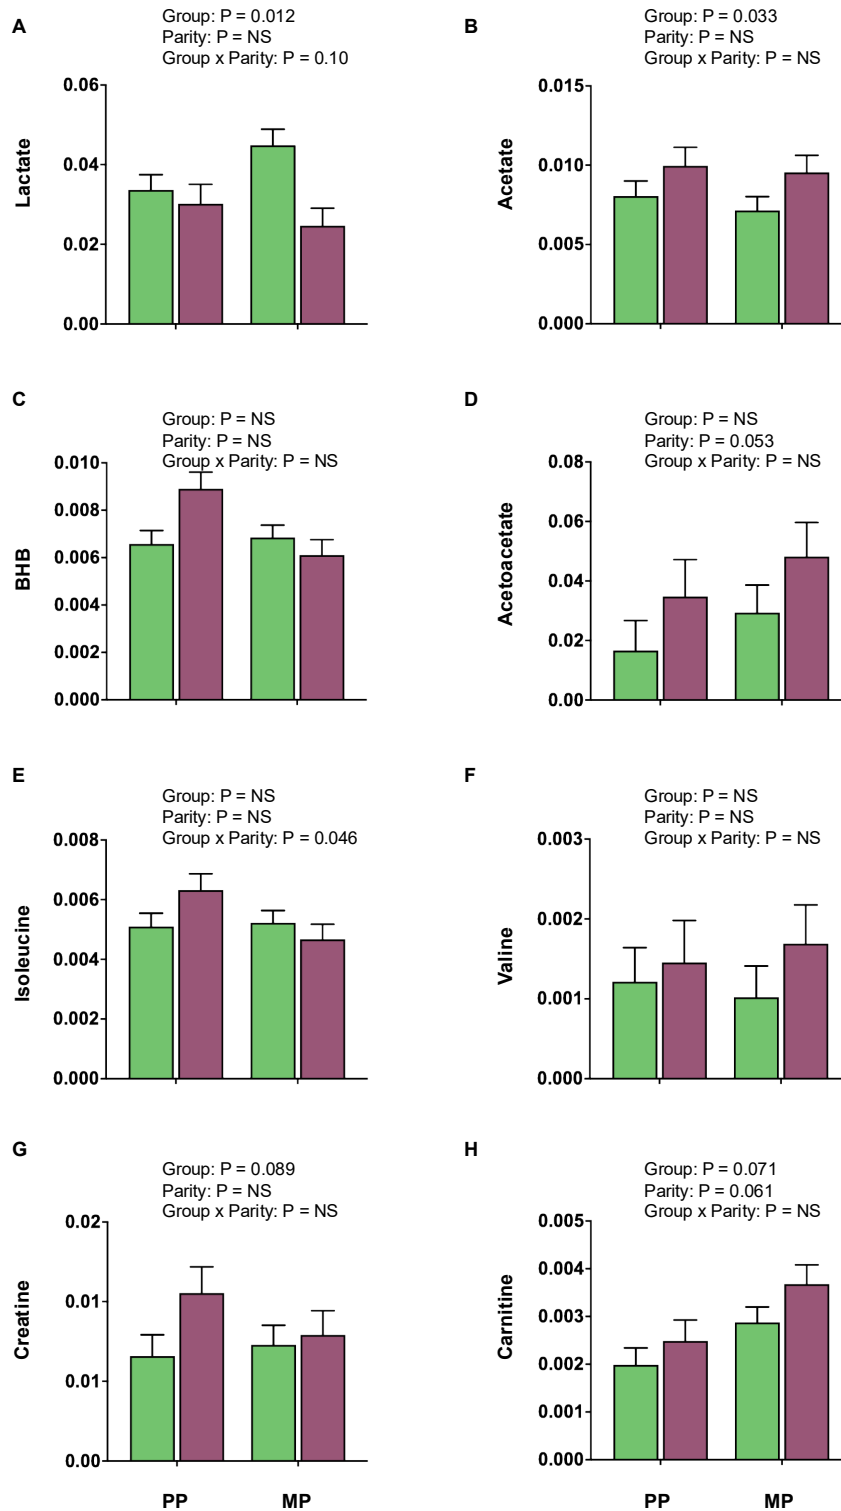 A
Group: P = 0.012
Parity: P = NS
Group x Parity: P = 0.10
0.06
0.04
0.02
0.00
Lactate
B
Group: P = 0.033
Parity: P = NS
Group x Parity: P = NS
0.015
0.010
0.005
0.000
Acetate
C
Group: P = NS
Parity: P = NS
Group x Parity: P = NS
0.010
0.008
0.006
0.004
0.002
0.000
BHB
D
Group: P = NS
Parity: P = 0.053
Group x Parity: P = NS
0.08
0.06
0.04
0.02
0.00
Acetoacetate
E
Group: P = NS
Parity: P = NS
Group x Parity: P = 0.046
0.008
0.006
0.004
0.002
0.000
Isoleucine
F
Group: P = NS
Parity: P = NS
Group x Parity: P = NS
0.003
0.002
0.001
0.000
Valine
G
Group: P = 0.089
Parity: P = NS
Group x Parity: P = NS
0.02
0.01
0.01
0.00
Creatine
PP MP
H
Group: P = 0.071
Parity: P = 0.061
Group x Parity: P = NS
0.005
0.004
0.003
0.002
0.001
0.000
Carnitine
PP MP